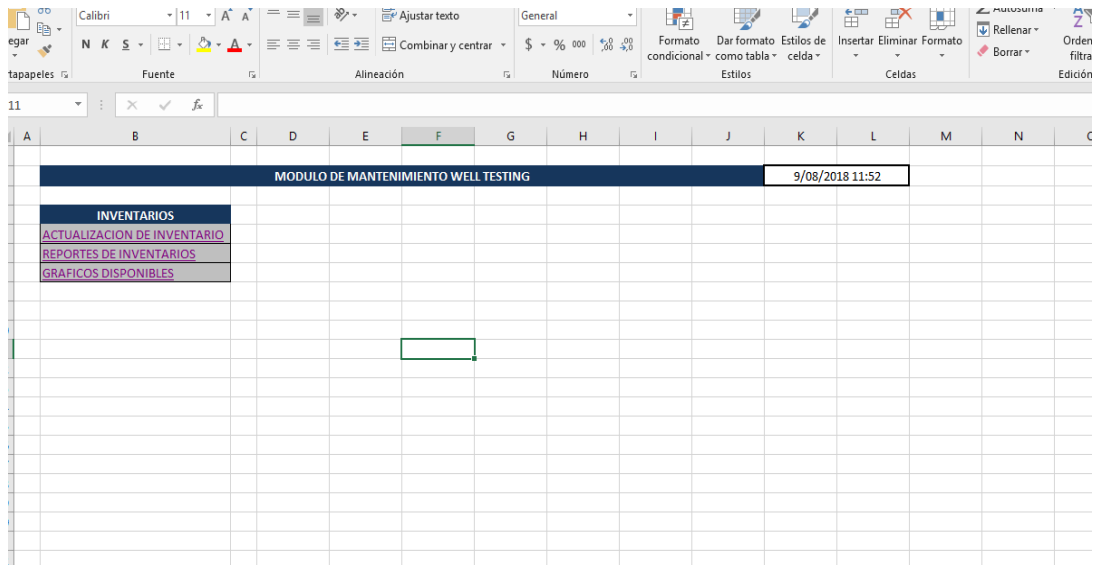 Calibri 11 A A Ajustar texto General Autosuma
Rellenar
egar N K S A Combinar y centrar $ % 000 Formato Dar formato Estilos de Insertar Eliminar Formato Orden
condicional como tabla celda Borrar filtra
tapapeles Fuente Alineación Número Estilos Celdas Edición
11 fx
A B C D E F G H I J K L M N
MODULO DE MANTENIMIENTO WELL TESTING 9/08/2018 11:52
INVENTARIOS
ACTUALIZACION DE INVENTARIO
REPORTES DE INVENTARIOS
GRAFICOS DISPONIBLES